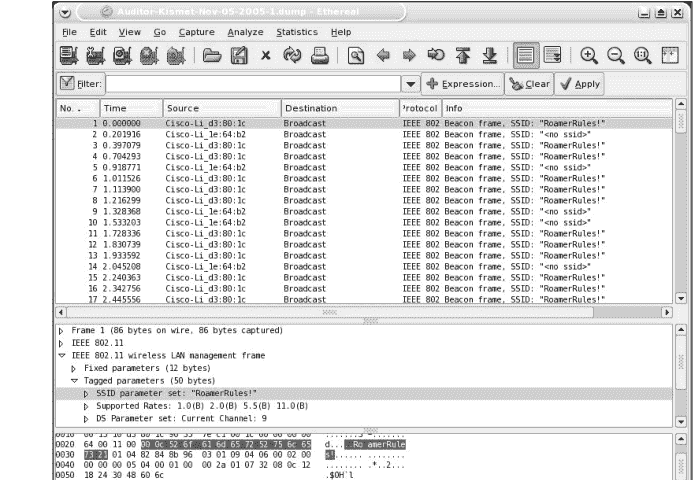 Auditor-Kismet-Nov-05-2005-1.dump - Ethereal
File Edit View Go Capture Analyze Statistics Help
Filter: Expression... Clear Apply
No. . Time Source Destination Protocol Info
1 0.000000 Cisco-Li_d3:80:1c Broadcast IEEE 802 Beacon frame, SSID: "RoamerRules!"
2 0.201916 Cisco-Li_1e:64:b2 Broadcast IEEE 802 Beacon frame, SSID: "<no ssid>"
3 0.397079 Cisco-Li_d3:80:1c Broadcast IEEE 802 Beacon frame, SSID: "RoamerRules!"
4 0.704293 Cisco-Li_d3:80:1c Broadcast IEEE 802 Beacon frame, SSID: "RoamerRules!"
5 0.918771 Cisco-Li_1e:64:b2 Broadcast IEEE 802 Beacon frame, SSID: "<no ssid>"
6 1.011526 Cisco-Li_d3:80:1c Broadcast IEEE 802 Beacon frame, SSID: "RoamerRules!"
7 1.113900 Cisco-Li_d3:80:1c Broadcast IEEE 802 Beacon frame, SSID: "RoamerRules!"
8 1.216299 Cisco-Li_d3:80:1c Broadcast IEEE 802 Beacon frame, SSID: "RoamerRules!"
9 1.328368 Cisco-Li_1e:64:b2 Broadcast IEEE 802 Beacon frame, SSID: "<no ssid>"
10 1.533203 Cisco-Li_1e:64:b2 Broadcast IEEE 802 Beacon frame, SSID: "<no ssid>"
11 1.728336 Cisco-Li_d3:80:1c Broadcast IEEE 802 Beacon frame, SSID: "RoamerRules!"
12 1.830739 Cisco-Li_d3:80:1c Broadcast IEEE 802 Beacon frame, SSID: "RoamerRules!"
13 1.933592 Cisco-Li_d3:80:1c Broadcast IEEE 802 Beacon frame, SSID: "RoamerRules!"
14 2.045208 Cisco-Li_1e:64:b2 Broadcast IEEE 802 Beacon frame, SSID: "<no ssid>"
15 2.240363 Cisco-Li_d3:80:1c Broadcast IEEE 802 Beacon frame, SSID: "RoamerRules!"
16 2.342756 Cisco-Li_d3:80:1c Broadcast IEEE 802 Beacon frame, SSID: "RoamerRules!"
17 2.445556 Cisco-Li_d3:80:1c Broadcast IEEE 802 Beacon frame, SSID: "RoamerRules!"
Frame 1 (86 bytes on wire, 86 bytes captured)
IEEE 802.11
IEEE 802.11 wireless LAN management frame
Fixed parameters (12 bytes)
Tagged parameters (50 bytes)
SSID parameter set: "RoamerRules!"
Supported Rates: 1.0(B) 2.0(B) 5.5(B) 11.0(B)
DS Parameter set: Current Channel: 9
0020 64 00 11 00 00 0c 52 6f 61 6d 65 72 52 75 6c 65 d.....Ro amerRule
0030 73 21 01 04 82 84 8b 96 03 01 09 04 06 00 02 00 s!...... ........
0040 00 00 00 05 04 00 01 00 00 2a 01 07 32 08 0c 12 ........ .*..2...
0050 18 24 30 48 60 6c .$0H`l